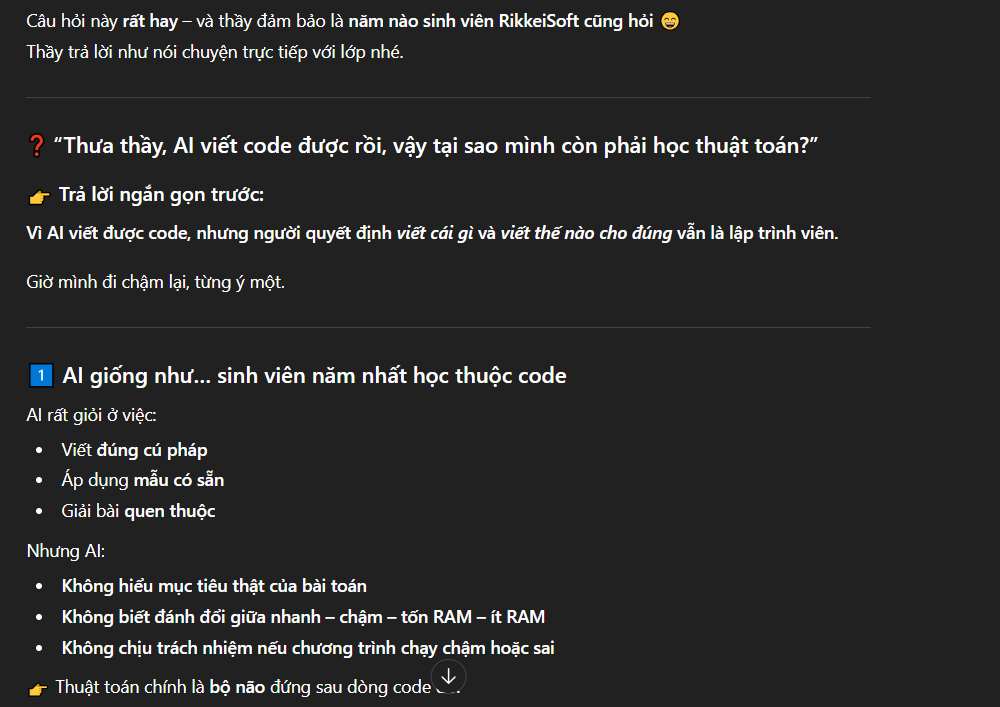 Câu hỏi này rất hay – và thầy đảm bảo là năm nào sinh viên RikkeiSoft cũng hỏi 😄
Thầy trả lời như nói chuyện trực tiếp với lớp nhé.
❓ “Thưa thầy, AI viết code được rồi, vậy tại sao mình còn phải học thuật toán?”
👉 Trả lời ngắn gọn trước:
Vì AI viết được code, nhưng người quyết định viết cái gì và viết thế nào cho đúng vẫn là lập trình viên.
Giờ mình đi chậm lại, từng ý một.
1️⃣ AI giống như… sinh viên năm nhất học thuộc code
AI rất giỏi ở việc:
• Viết đúng cú pháp
• Áp dụng mẫu có sẵn
• Giải bài quen thuộc
Nhưng AI:
• Không hiểu mục tiêu thật của bài toán
• Không biết đánh đổi giữa nhanh – chậm – tốn RAM – ít RAM
• Không chịu trách nhiệm nếu chương trình chạy chậm hoặc sai
👉 Thuật toán chính là bộ não đứng sau dòng code